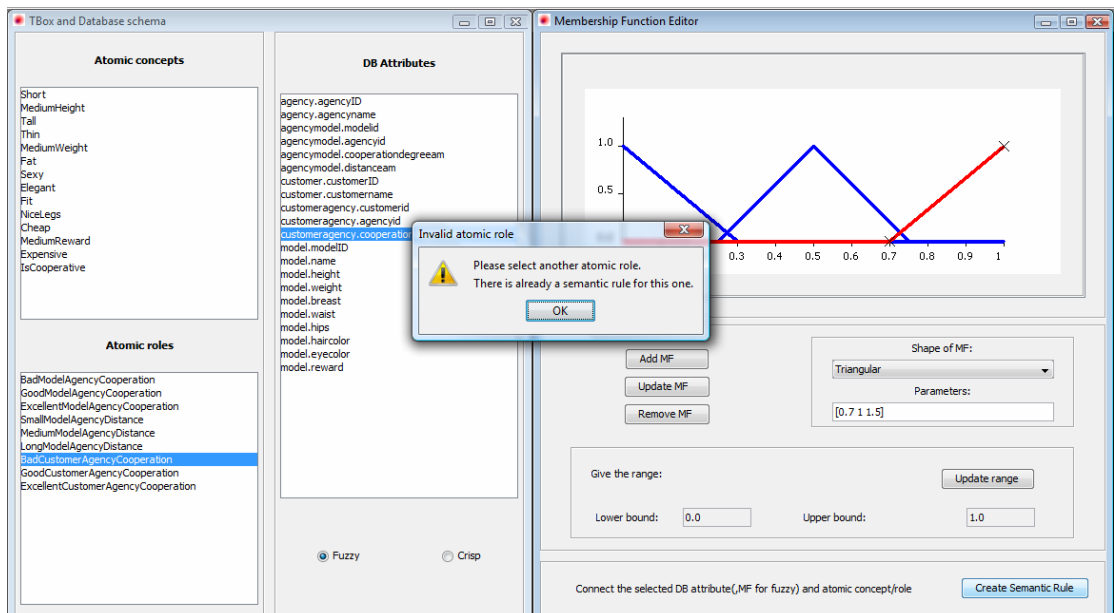 TBox and Database schema
Atomic concepts
Short
MediumHeight
Tall
Thin
MediumWeight
Fat
Sexy
Elegant
Fit
NiceLegs
Cheap
MediumReward
Expensive
IsCooperative
Atomic roles
BadModelAgencyCooperation
GoodModelAgencyCooperation
ExcellentModelAgencyCooperation
SmallModelAgencyDistance
MediumModelAgencyDistance
LongModelAgencyDistance
BadCustomerAgencyCooperation
GoodCustomerAgencyCooperation
ExcellentCustomerAgencyCooperation
DB Attributes
agency.agencyID
agency.agencyname
agencymodel.modelid
agencymodel.agencyid
agencymodel.cooperationdegreeam
agencymodel.distanceam
customer.customerID
customer.customername
customeragency.customerid
customeragency.agencyid
customeragency.cooperation
model.modelID
model.name
model.height
model.weight
model.breast
model.waist
model.hips
model.haircolor
model.eyecolor
model.reward
Fuzzy
Crisp
Invalid atomic role
Please select another atomic role.
There is already a semantic rule for this one.
OK
Membership Function Editor
1.0
0.5
0.3 0.4 0.5 0.6 0.7 0.8 0.9 1
Add MF
Update MF
Remove MF
Shape of MF:
Triangular
Parameters:
[0.7 1 1.5]
Give the range:
Update range
Lower bound: 0.0 Upper bound: 1.0
Connect the selected DB attribute(,MF for fuzzy) and atomic concept/role
Create Semantic Rule